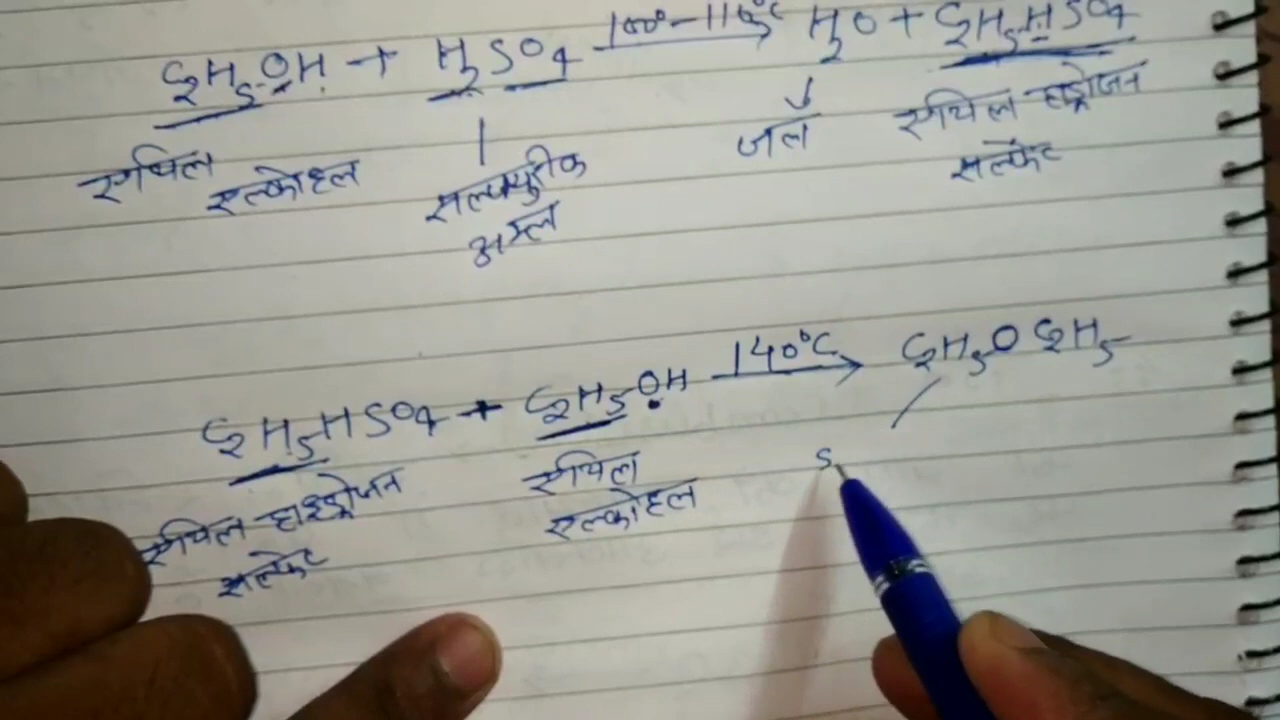 C2H5OH + H2SO4 100°-110°C → H2O + C2H5HSO4
एथिल एल्कोहल सल्फ्युरीक अम्ल जल एथिल हाइड्रोजन सल्फेट
C2H5HSO4 + C2H5OH 140°C → C2H5OC2H5
एथिल हाइड्रोजन सल्फेट एथिल एल्कोहल